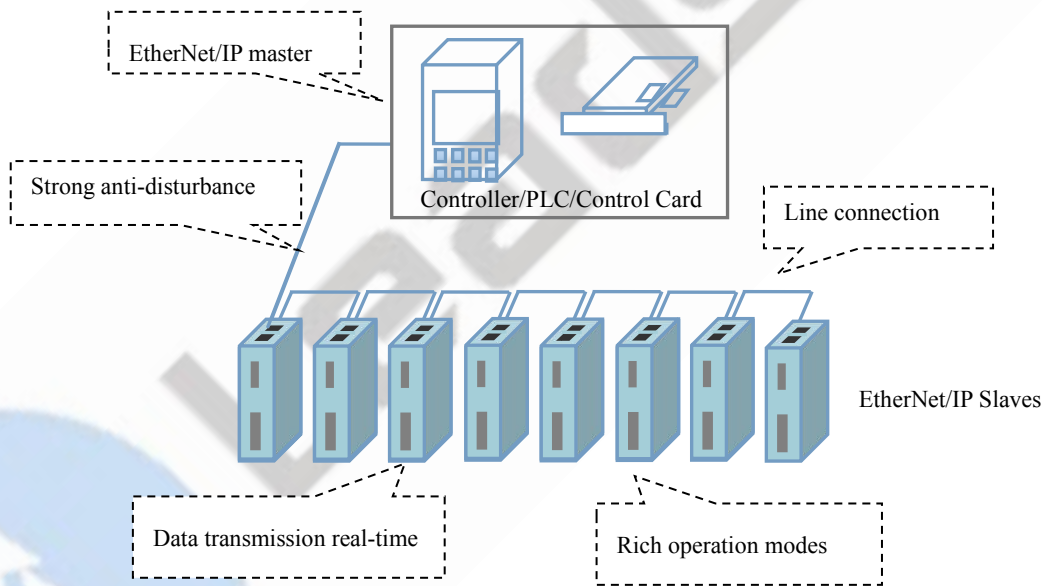 EtherNet/IP master
Controller/PLC/Control Card
Strong anti-disturbance
Line connection
EtherNet/IP Slaves
Data transmission real-time
Rich operation modes